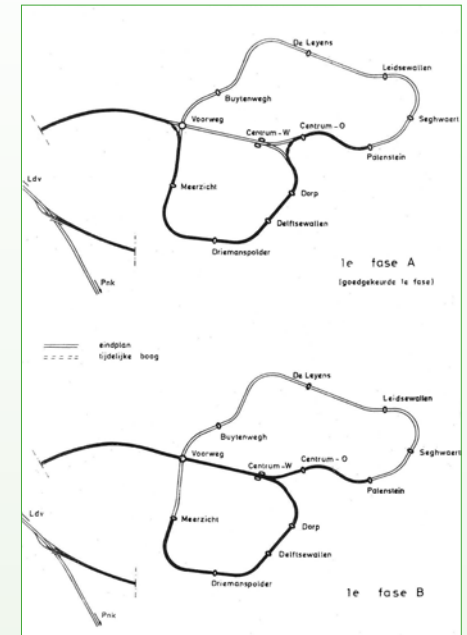 De Leyens
Leidsewallen
Buytenwegh
Seghwaert
Voorweg
Centrum-W
Centrum-O
Palenstein
Ldv
Meerzicht
Dorp
Delftsewallen
Driemanspolder
1e fase A
(goedgekeurde 1e fase)
Pnk
eindplan
tijdelijke boog
De Leyens
Leidsewallen
Buytenwegh
Centrum-O
Seghwaert
Voorweg
Centrum-W
Palenstein
Ldv
Meerzicht
Dorp
Delftsewallen
Driemanspolder
1e fase B
Pnk